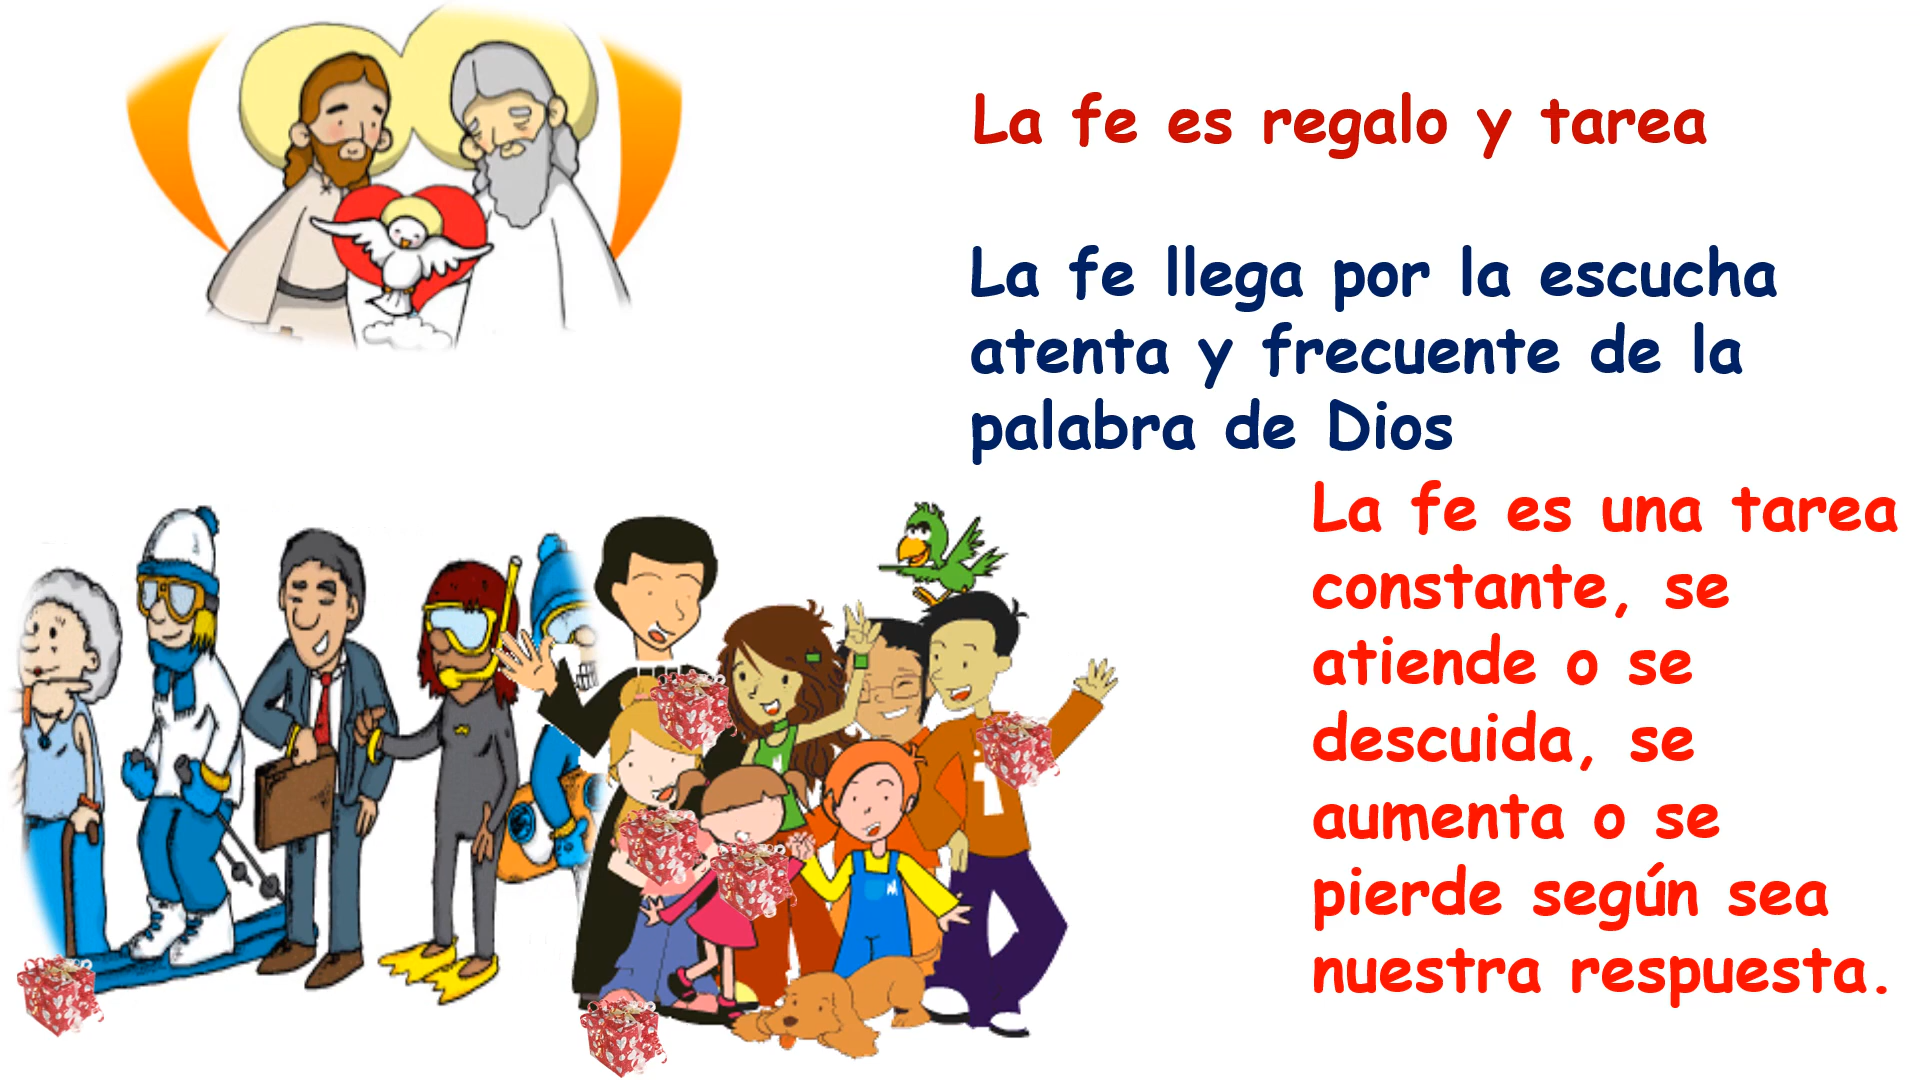 La fe es regalo y tarea
La fe llega por la escucha
atenta y frecuente de la
palabra de Dios
La fe es una tarea
constante, se
atiende o se
descuida, se
aumenta o se
pierde según sea
nuestra respuesta.